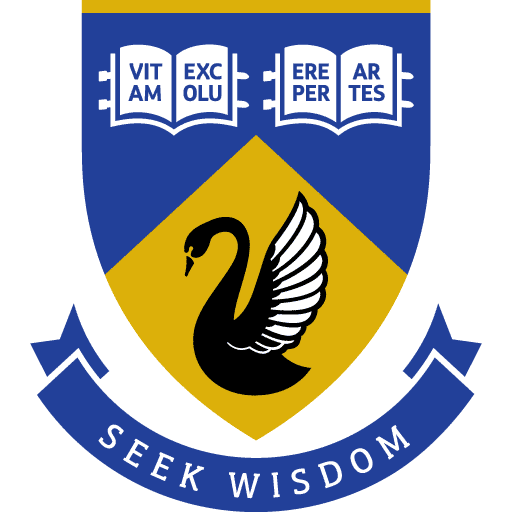 VIT EXC
AM OLU
ERE AR
PER TES
SEEK WISDOM